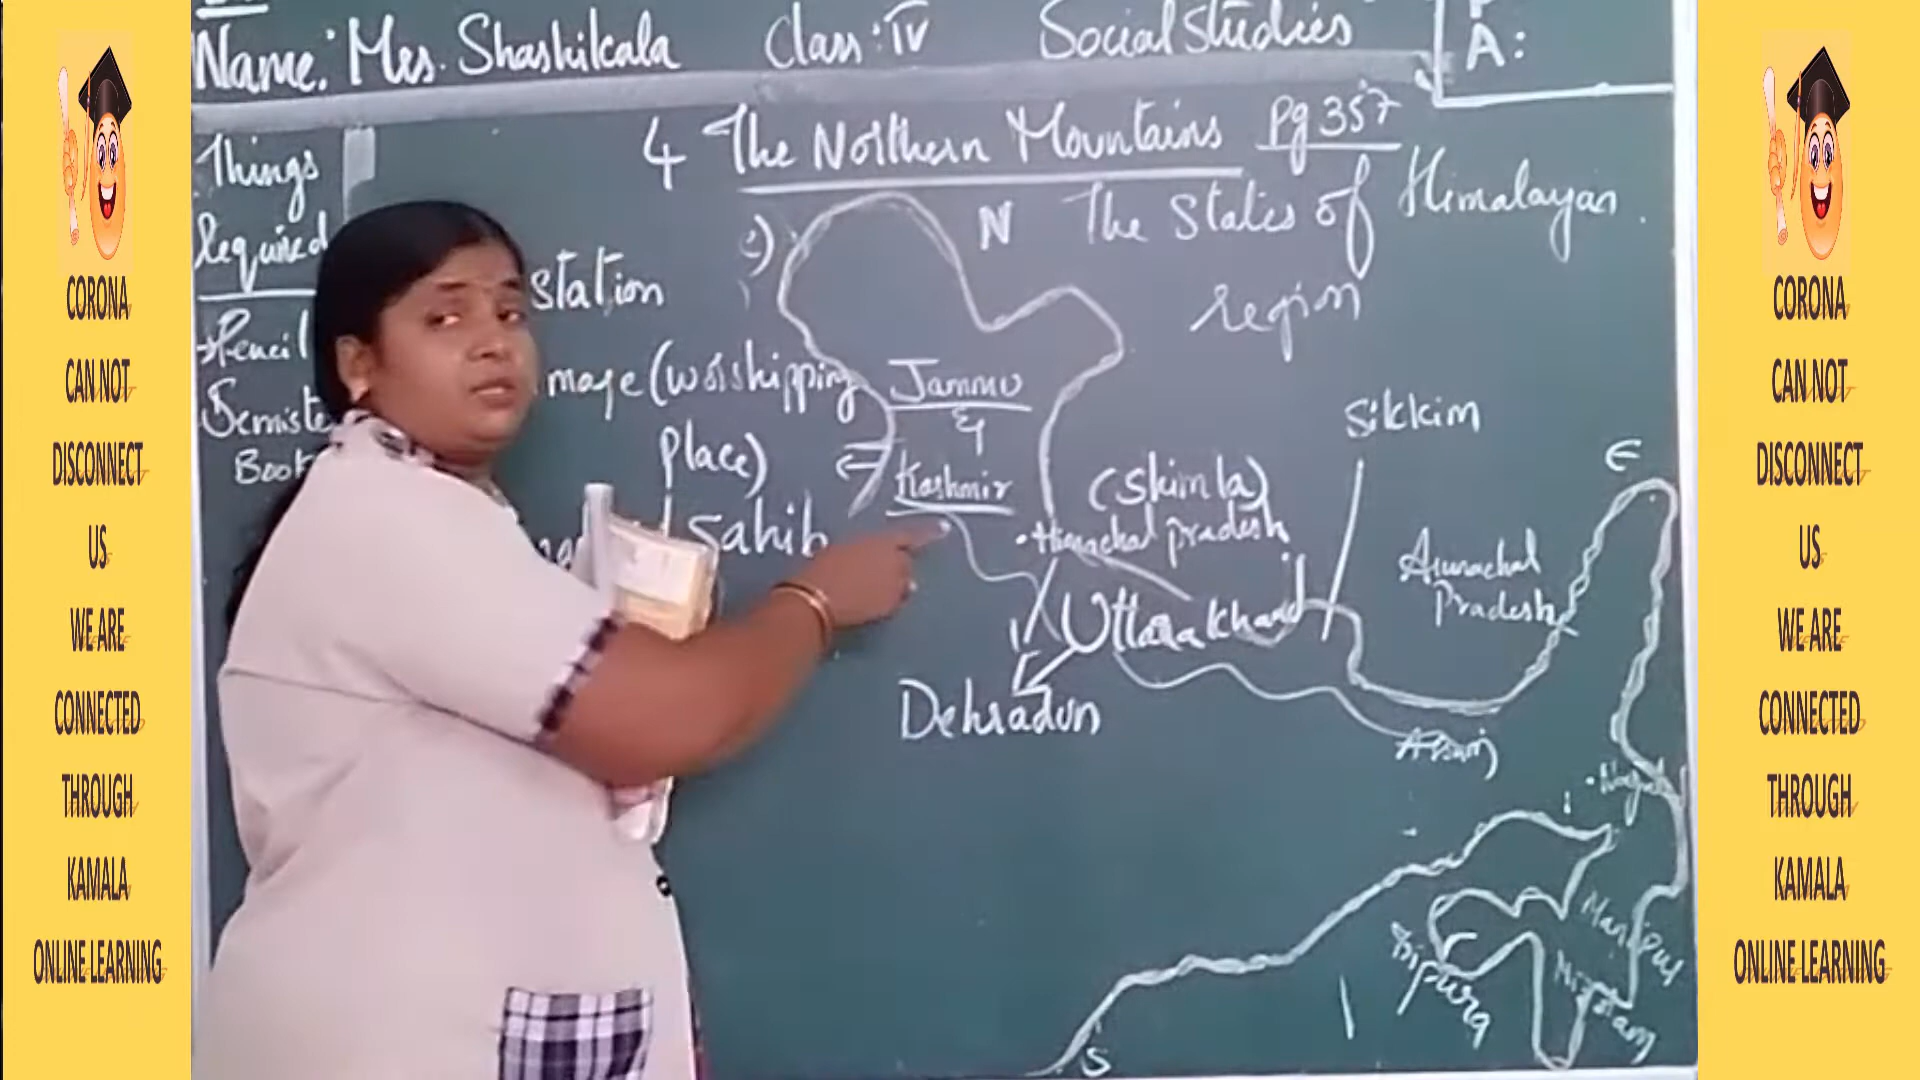 CORONA
CAN NOT
DISCONNECT
US
WE ARE
CONNECTED
THROUGH
KAMALA
ONLINE LEARNING
Name: Mrs. Shashikala Class: IV Social Studies
A:
4 The Northern Mountains Pg 357
Things
Required
Pencil
Book
N The States of Himalayan
region
station
(worshipping
place)
Sahib
Jammu
&
Kashmir
(Shimla)
Himachal pradesh
Uttarakhand
Dehradun
Sikkim
E
Arunachal
Pradesh
Assam
Manipur
Mizoram
S
CORONA
CAN NOT
DISCONNECT
US
WE ARE
CONNECTED
THROUGH
KAMALA
ONLINE LEARNING